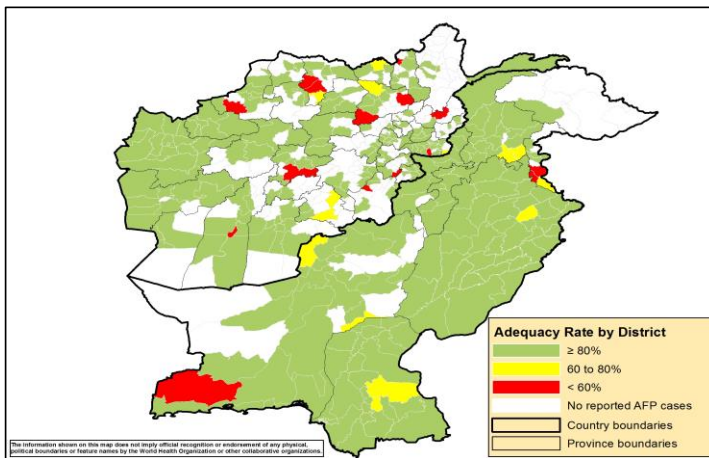 Adequacy Rate by District
≥ 80%
60 to 80%
< 60%
No reported AFP cases
Country boundaries
Province boundaries
The information shown on this map does not imply official recognition or endorsement of any physical,
political boundaries or feature names by the World Health Organization or other collaborative organizations.